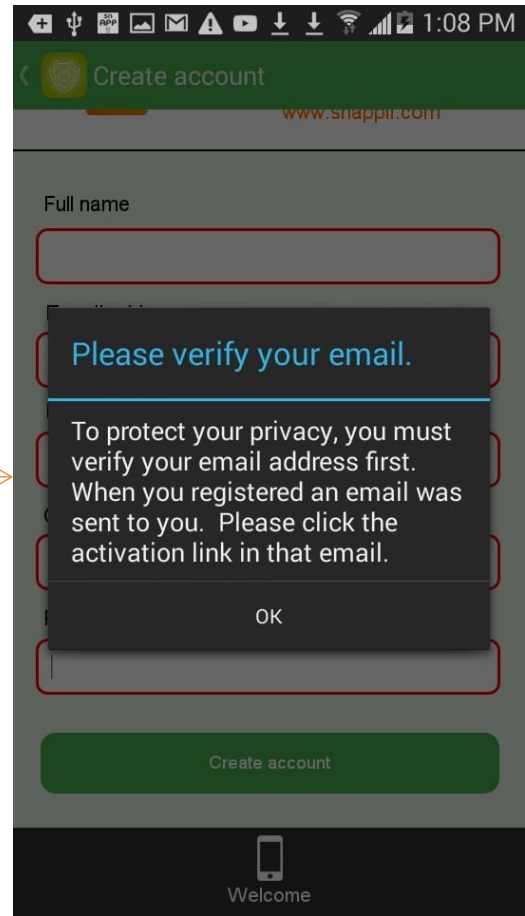 1:08 PM
Create account
www.snappii.com
Full name
Please verify your email.
To protect your privacy, you must
verify your email address first.
When you registered an email was
sent to you. Please click the
activation link in that email.
OK
Create account
Welcome